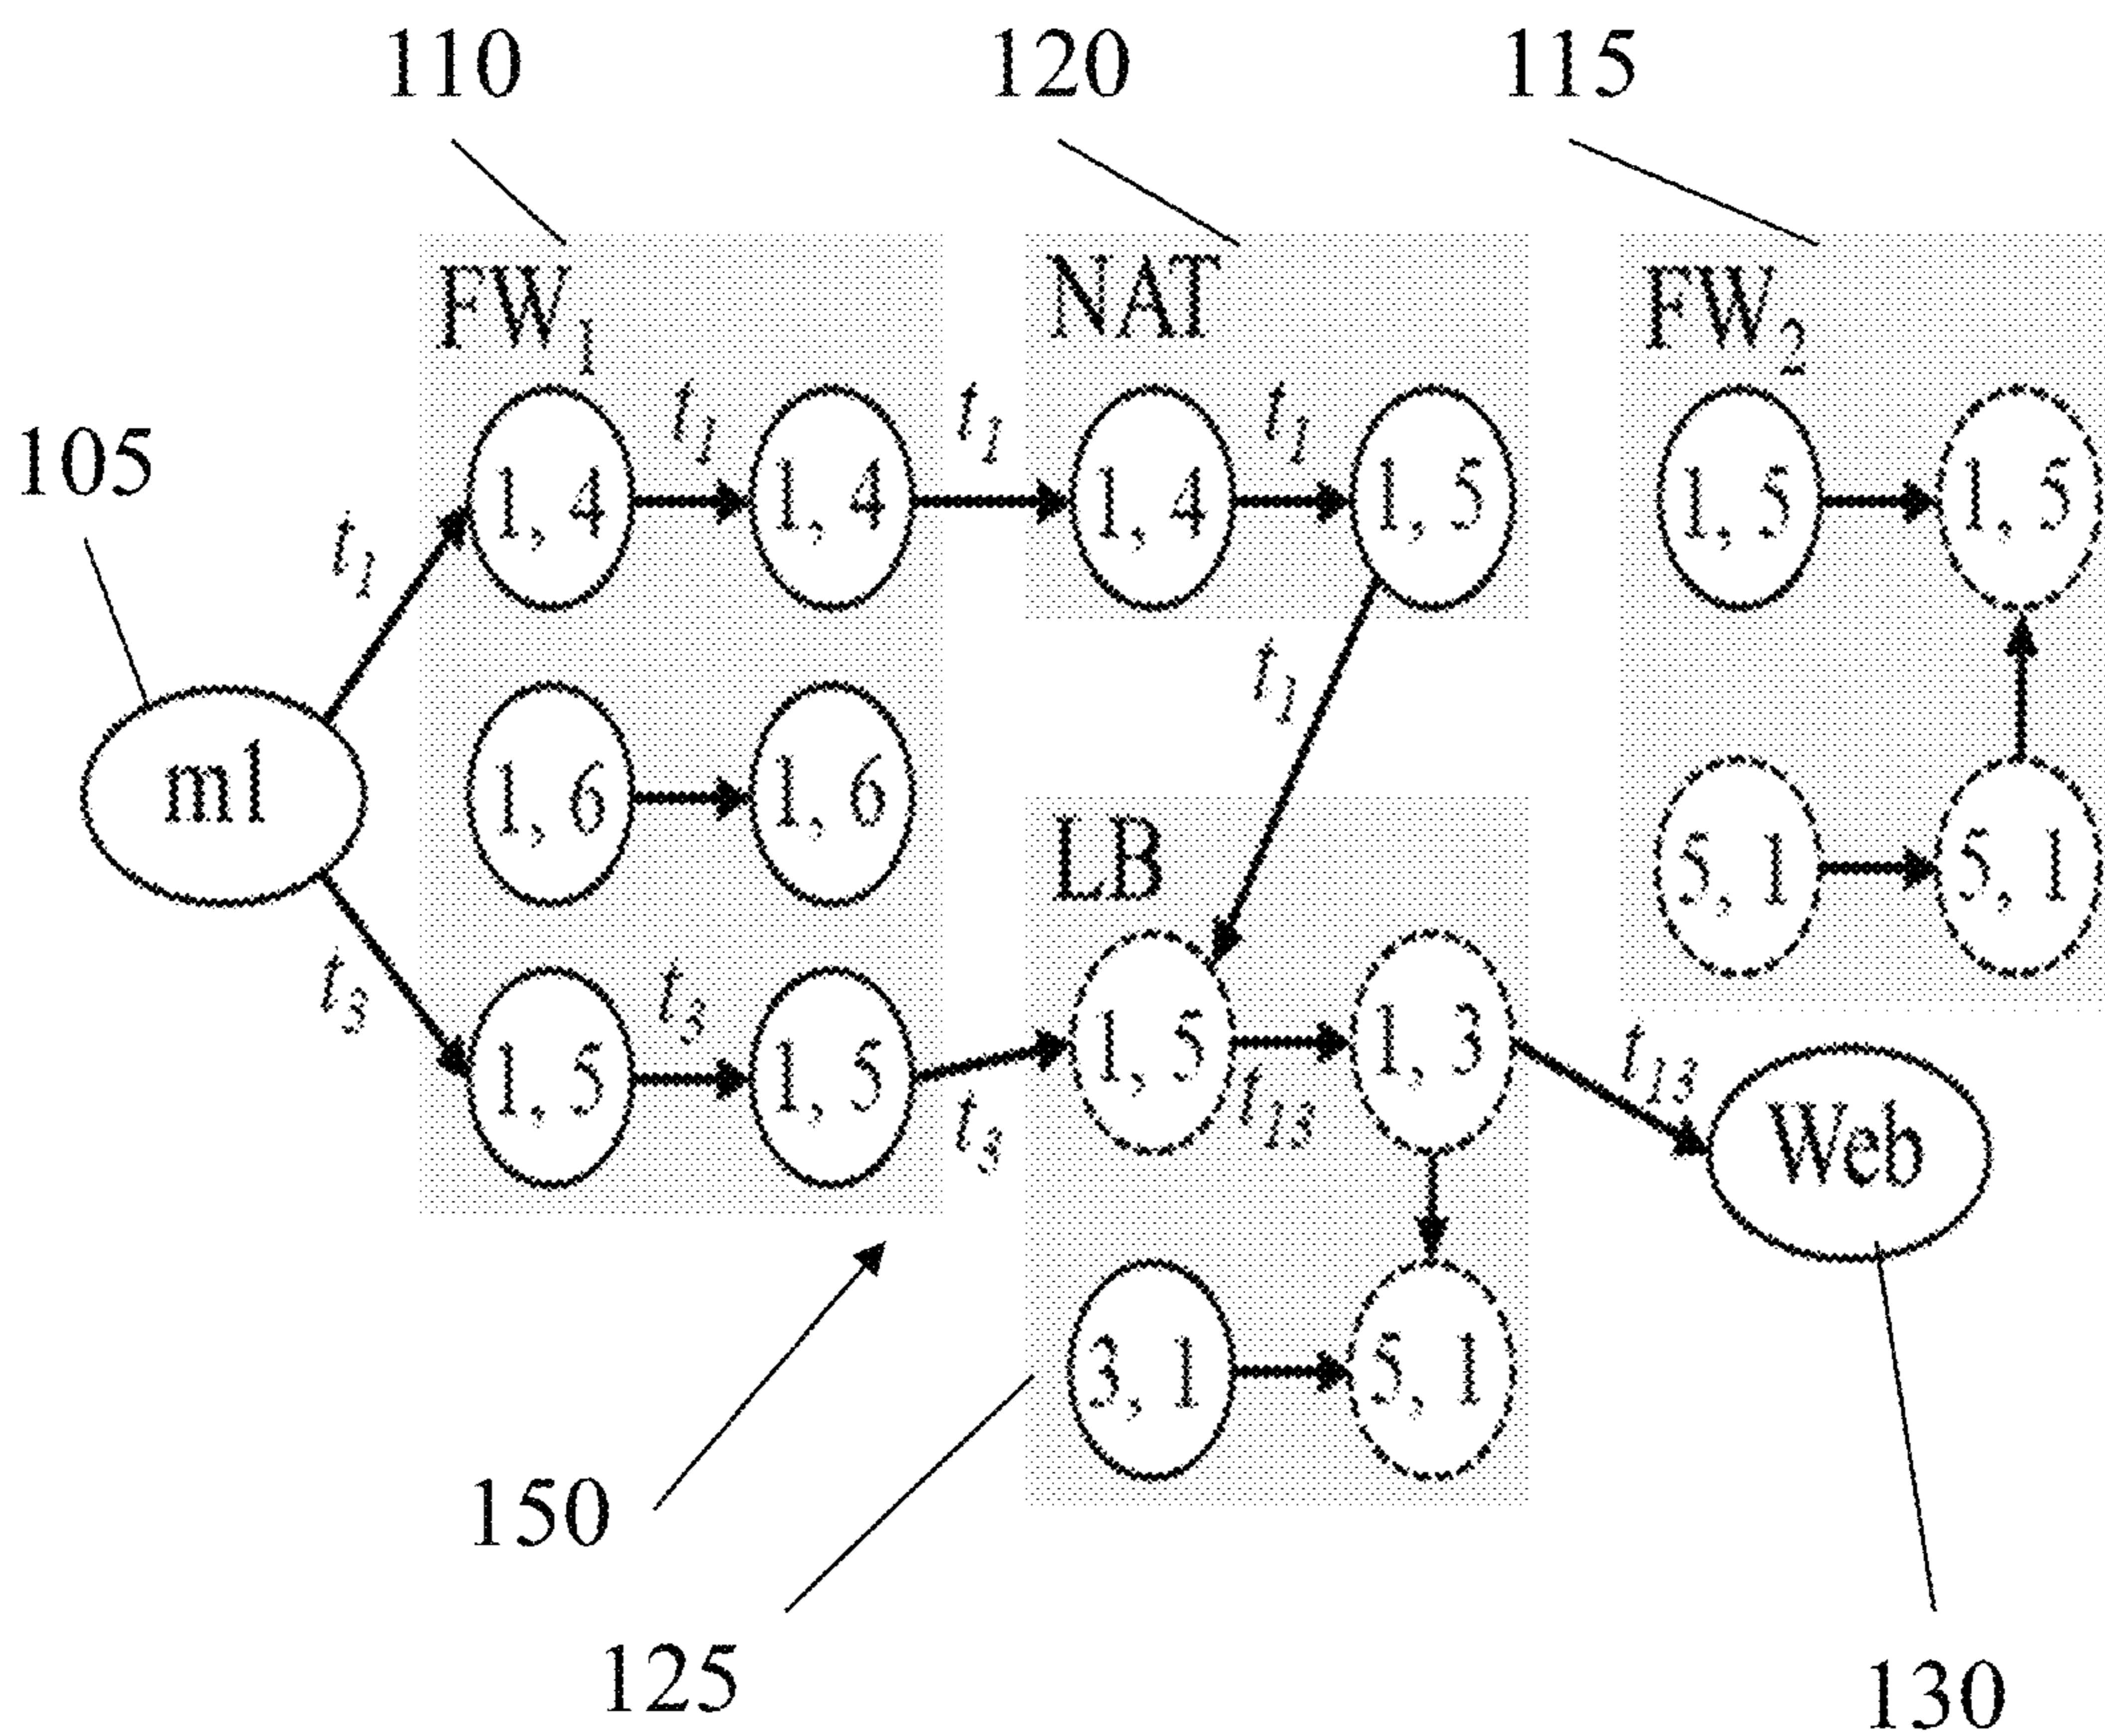 110 120 115
FW1 NAT FW2
t1 t1 t1
105
1, 4 1, 4 1, 4 1, 5 1, 5 1, 5
t1
t1
m1
1, 6 1, 6
LB
5, 1 5, 1
t3 t3
1, 5 1, 3
t13
1, 5 1, 5
t13
t3
Web
3, 1 5, 1
150
125
130